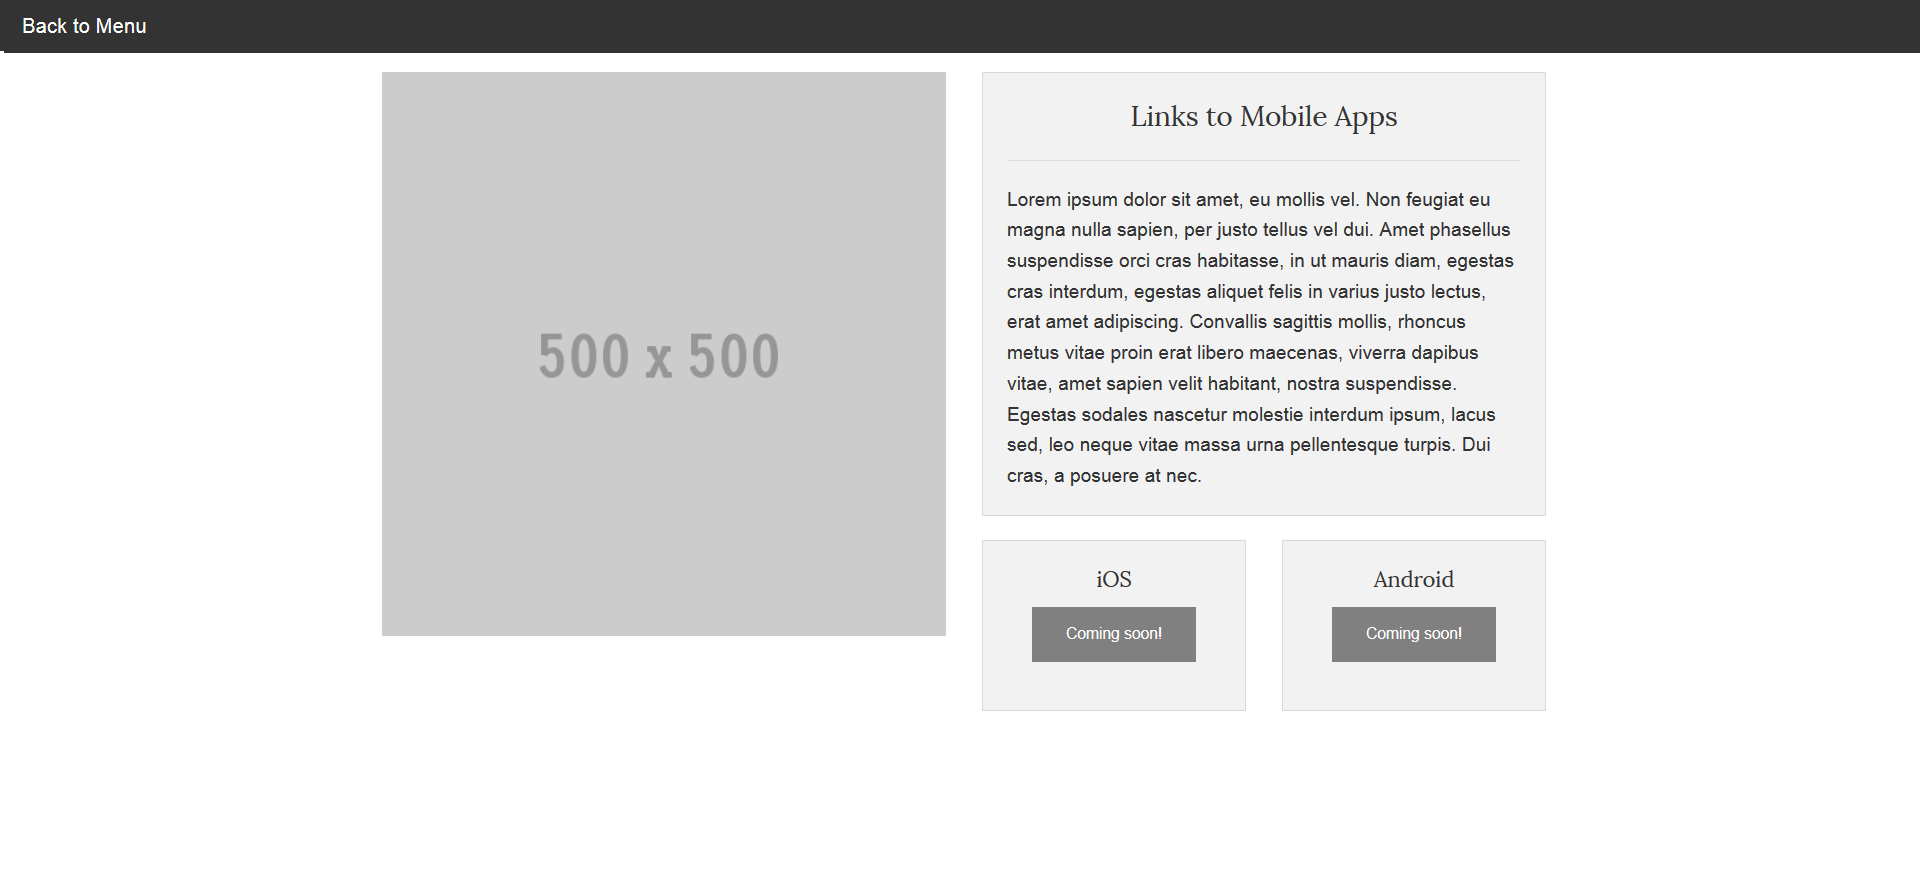 Back to Menu
500 x 500
Links to Mobile Apps
Lorem ipsum dolor sit amet, eu mollis vel. Non feugiat eu
magna nulla sapien, per justo tellus vel dui. Amet phasellus
suspendisse orci cras habitasse, in ut mauris diam, egestas
cras interdum, egestas aliquet felis in varius justo lectus,
erat amet adipiscing. Convallis sagittis mollis, rhoncus
metus vitae proin erat libero maecenas, viverra dapibus
vitae, amet sapien velit habitant, nostra suspendisse.
Egestas sodales nascetur molestie interdum ipsum, lacus
sed, leo neque vitae massa urna pellentesque turpis. Dui
cras, a posuere at nec.
iOS
Coming soon!
Android
Coming soon!